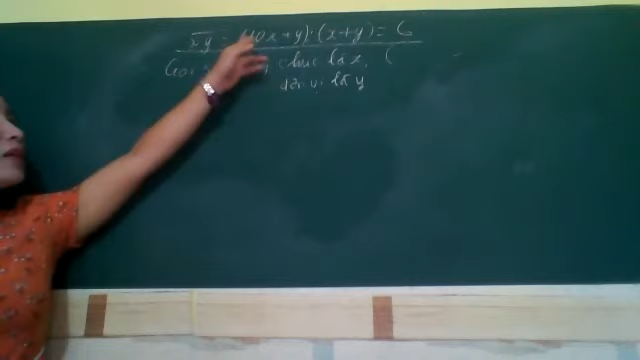 xy = (10x+y):(x+y) = 6
Gọi chục là x, (
đơn vị là y